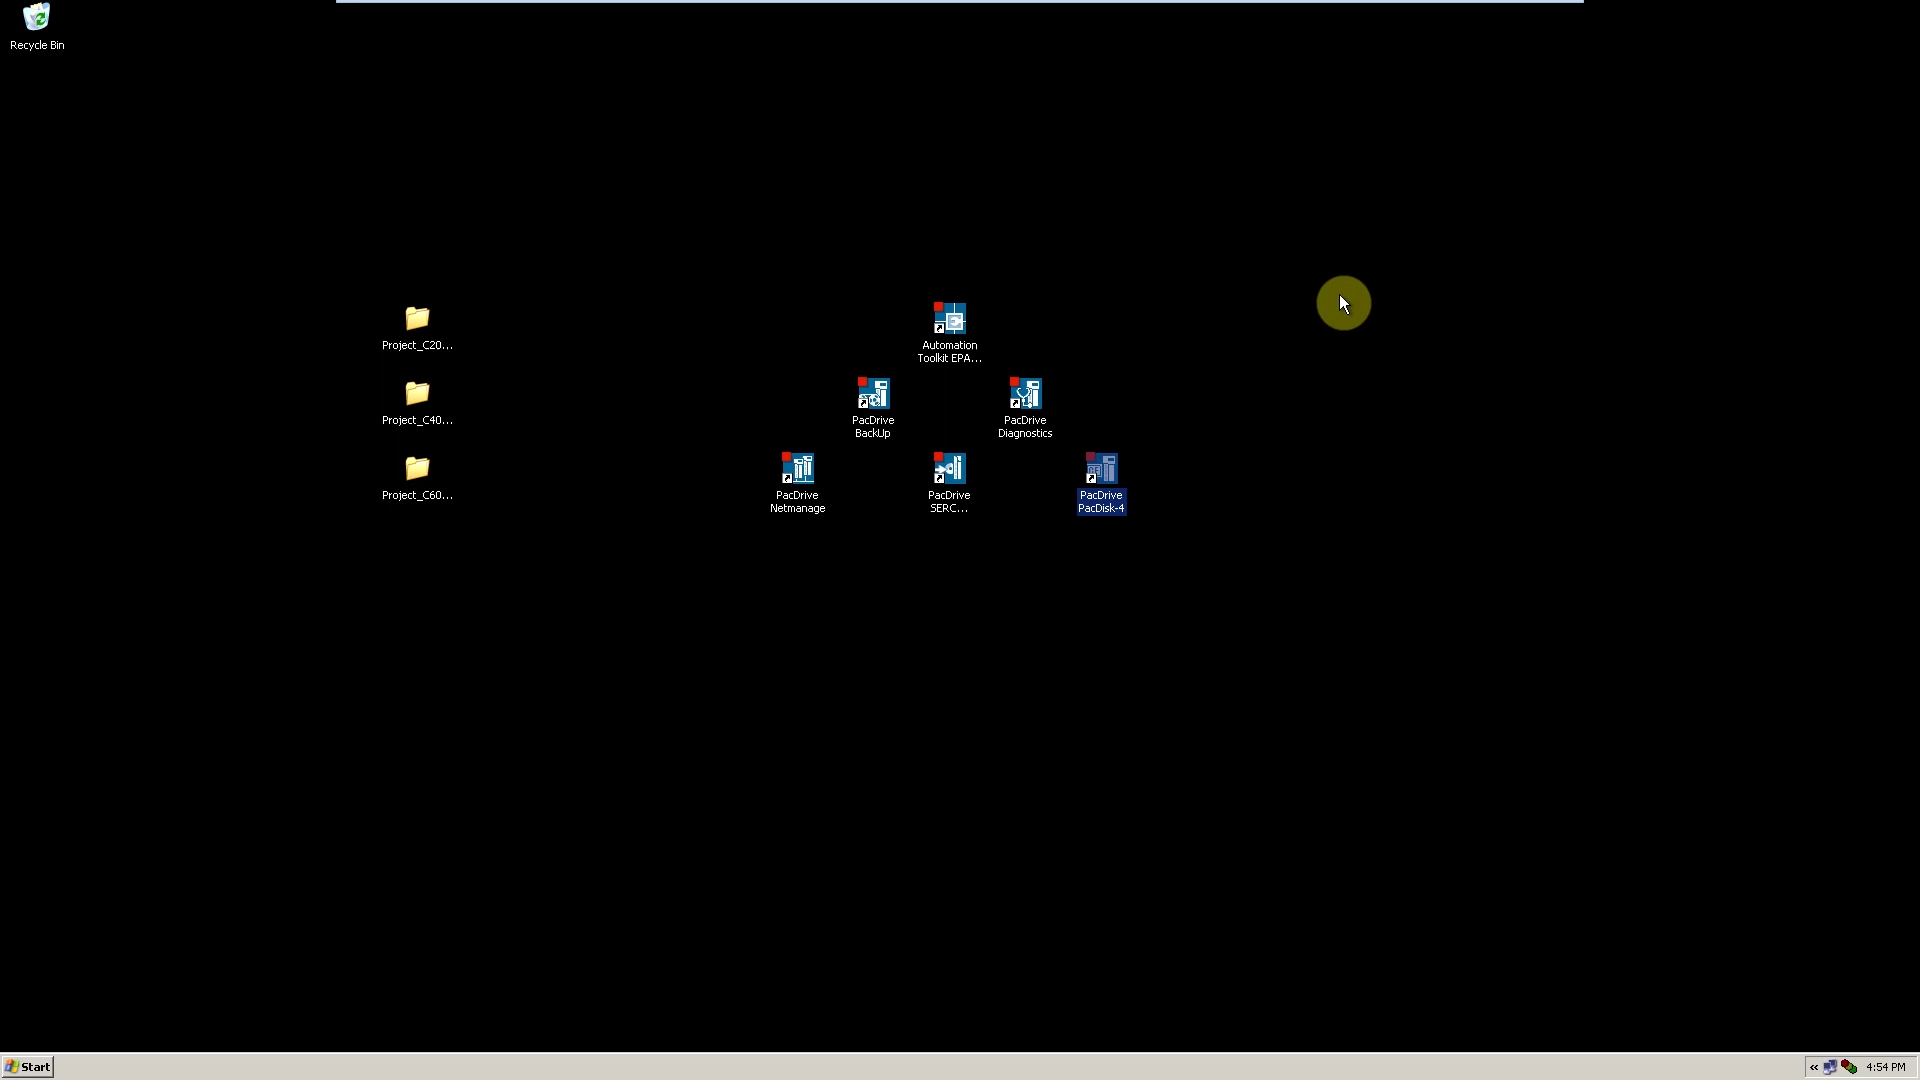 Recycle Bin
Project_C20...
Automation
Toolkit EPA...
Project_C40...
PacDrive
BackUp
PacDrive
Diagnostics
Project_C60...
PacDrive
Netmanage
PacDrive
SERC...
PacDrive
PacDisk-4
Start
« 4:54 PM